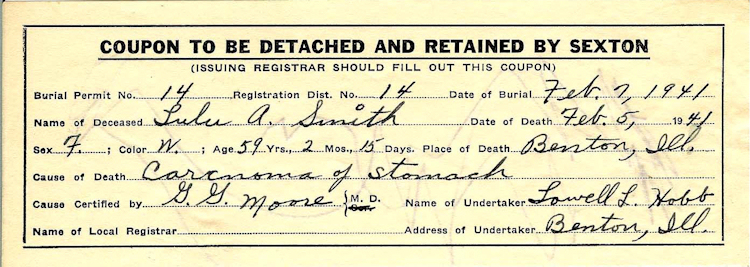 COUPON TO BE DETACHED AND RETAINED BY SEXTON
(ISSUING REGISTRAR SHOULD FILL OUT THIS COUPON)
Burial Permit No. 14 Registration Dist. No. 14 Date of Burial Feb. 7, 1941
Name of Deceased Lulu A. Smith Date of Death Feb. 5, 1941
Sex F. ; Color W. ; Age 59 Yrs., 2 Mos., 15 Days. Place of Death Benton, Ill.
Cause of Death Carcnoma of Stomach
Cause Certified by G. G. Moore { M. D. Cor. Name of Undertaker Lowell L. Hobb
Name of Local Registrar Address of Undertaker Benton, Ill.